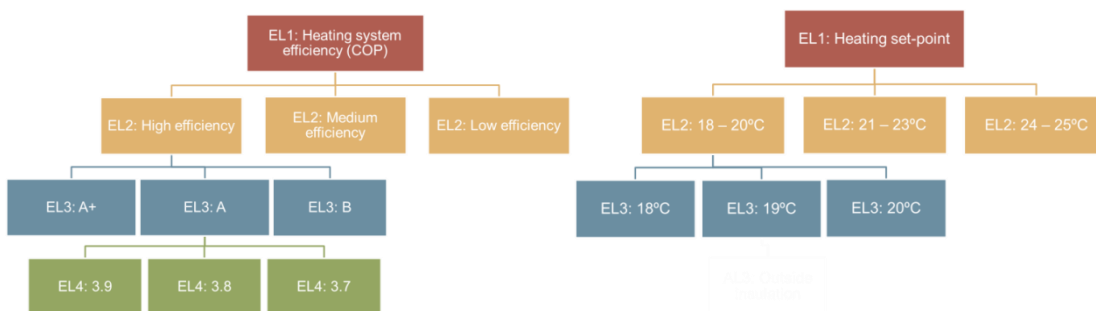 EL1: Heating system
efficiency (COP)
EL2: High efficiency
EL2: Medium
efficiency
EL2: Low efficiency
EL3: A+
EL3: A
EL3: B
EL4: 3.9
EL4: 3.8
EL4: 3.7
EL1: Heating set-point
EL2: 18 – 20ºC
EL2: 21 – 23ºC
EL2: 24 – 25ºC
EL3: 18ºC
EL3: 19ºC
EL3: 20ºC